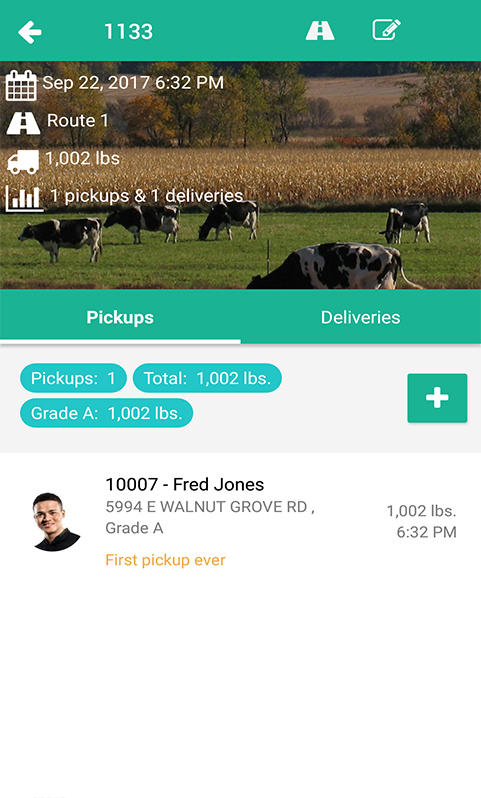 1133
Sep 22, 2017 6:32 PM
Route 1
1,002 lbs
1 pickups & 1 deliveries
Pickups
Deliveries
Pickups: 1
Total: 1,002 lbs.
Grade A: 1,002 lbs.
10007 - Fred Jones
5994 E WALNUT GROVE RD ,
Grade A
1,002 lbs.
6:32 PM
First pickup ever